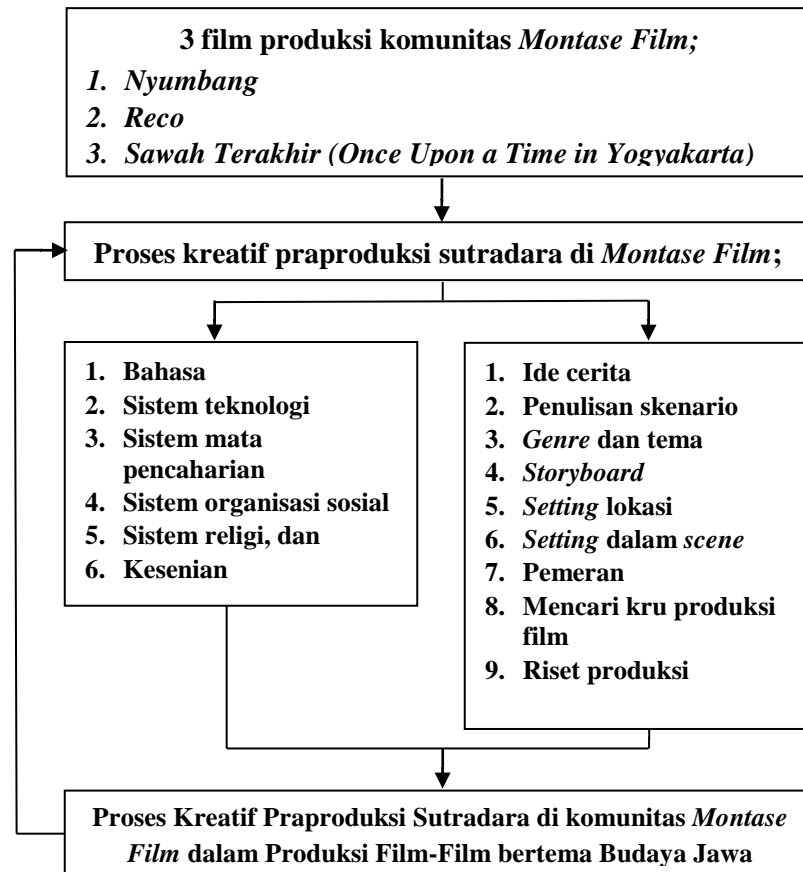 3 film produksi komunitas Montase Film;
1. Nyumbang
2. Reco
3. Sawah Terakhir (Once Upon a Time in Yogyakarta)
Proses kreatif praproduksi sutradara di Montase Film;
1. Bahasa
2. Sistem teknologi
3. Sistem mata
pencaharian
4. Sistem organisasi sosial
5. Sistem religi, dan
6. Kesenian
1. Ide cerita
2. Penulisan skenario
3. Genre dan tema
4. Storyboard
5. Setting lokasi
6. Setting dalam scene
7. Pemeran
8. Mencari kru produksi
film
9. Riset produksi
Proses Kreatif Praproduksi Sutradara di komunitas Montase
Film dalam Produksi Film-Film bertema Budaya Jawa